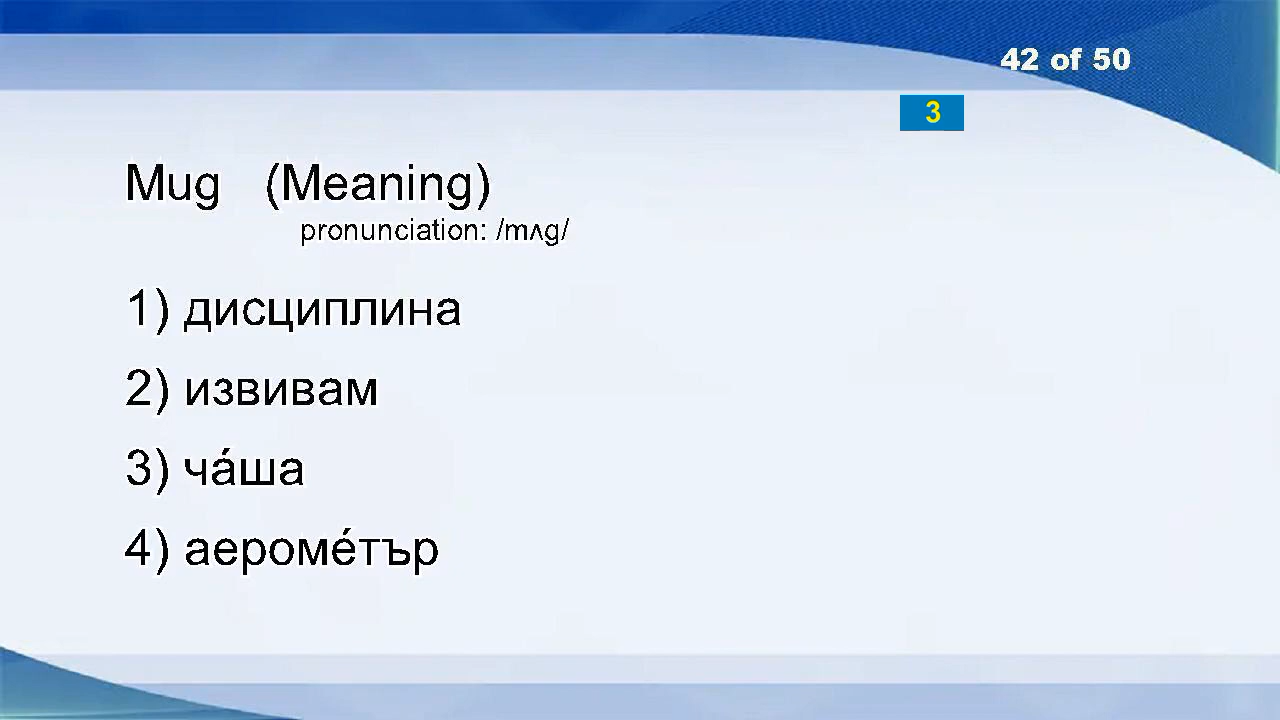 42 of 50
3
Mug (Meaning)
pronunciation: /mʌg/
1) дисциплина
2) извивам
3) ча́ша
4) аероме́тър